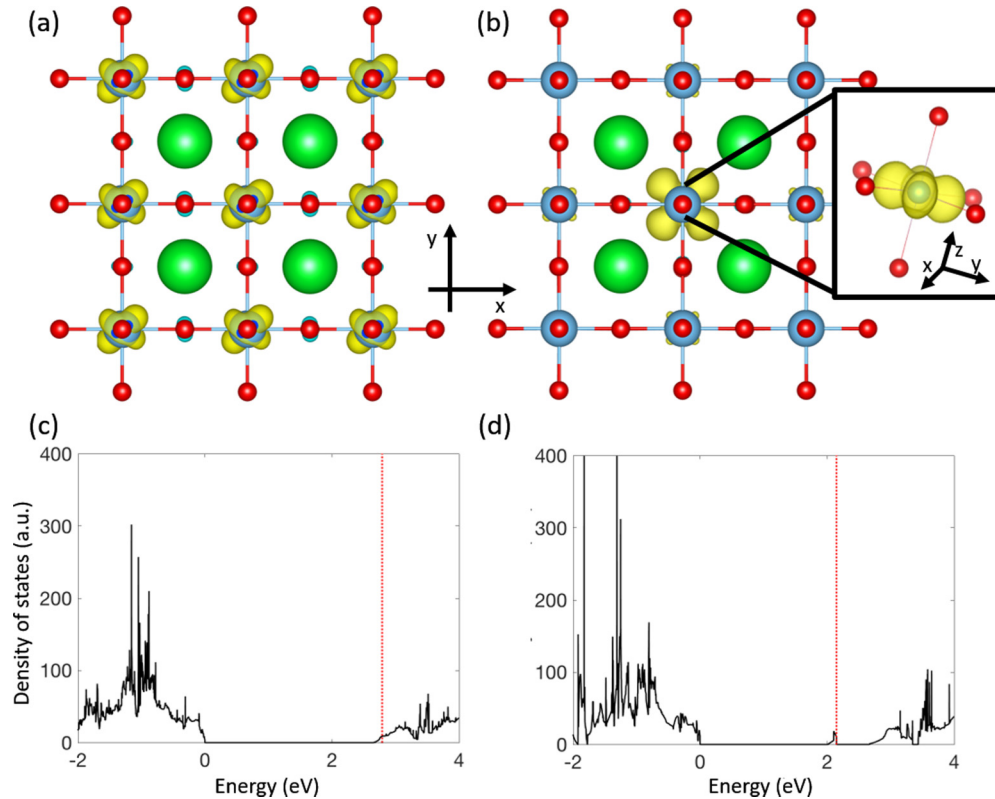 (a)
(b)
y
x
z
x
y
(c)
(d)
400
300
200
100
0
-2
0
2
4
Density of states (a.u.)
Energy (eV)
400
300
200
100
0
-2
0
2
4
Energy (eV)